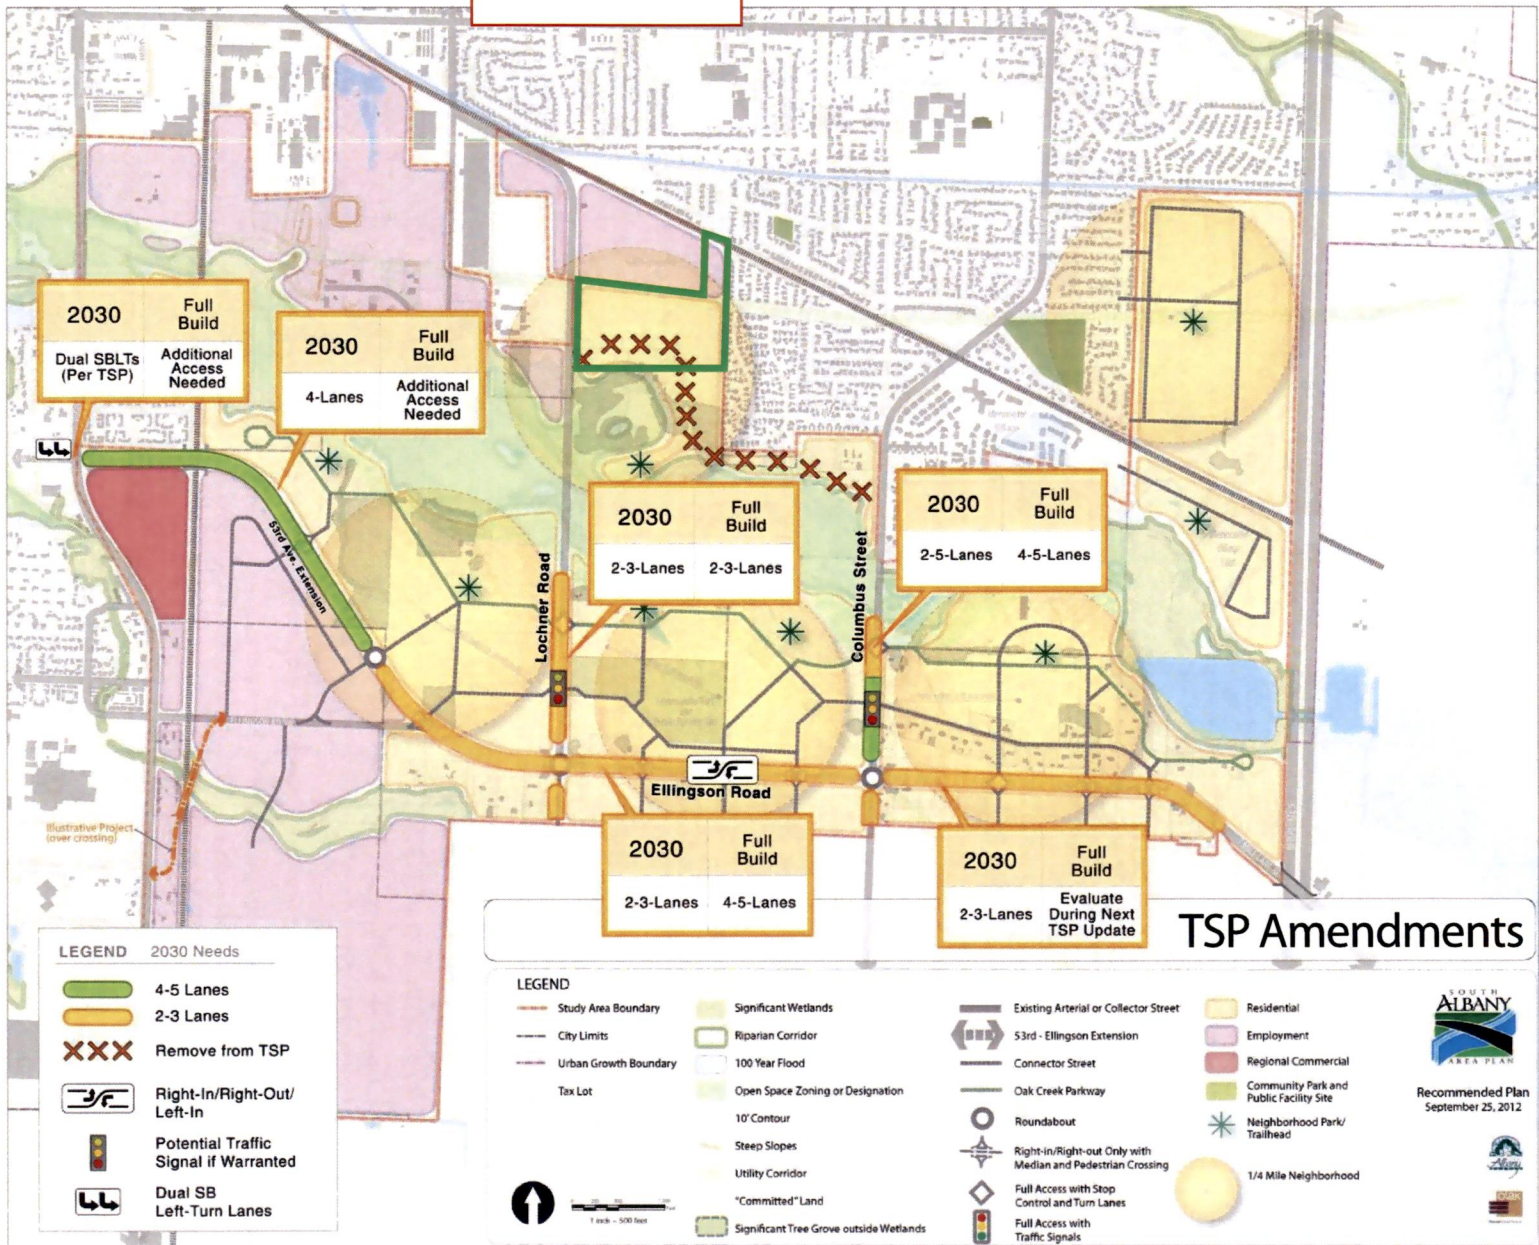 2030
Full
Build
Dual SBLTs
(Per TSP)
Additional
Access
Needed
2030
Full
Build
4-Lanes
Additional
Access
Needed
53rd Ave. Extension
2030
Full
Build
2-3-Lanes
2-3-Lanes
2030
Full
Build
2-5-Lanes
4-5-Lanes
Lochner Road
Columbus Street
Ellingson Road
Illustrative Project
(over crossing)
2030
Full
Build
2-3-Lanes
4-5-Lanes
2030
Full
Build
2-3-Lanes
Evaluate
During Next
TSP Update
TSP Amendments
LEGEND 2030 Needs
4-5 Lanes
2-3 Lanes
Remove from TSP
Right-In/Right-Out/
Left-In
Potential Traffic
Signal if Warranted
Dual SB
Left-Turn Lanes
LEGEND
Study Area Boundary
City Limits
Urban Growth Boundary
Tax Lot
1 inch = 500 feet
Significant Wetlands
Riparian Corridor
100 Year Flood
Open Space Zoning or Designation
10' Contour
Steep Slopes
Utility Corridor
"Committed" Land
Significant Tree Grove outside Wetlands
Existing Arterial or Collector Street
53rd - Ellingson Extension
Connector Street
Oak Creek Parkway
Roundabout
Right-in/Right-out Only with
Median and Pedestrian Crossing
Full Access with Stop
Control and Turn Lanes
Full Access with
Traffic Signals
Residential
Employment
Regional Commercial
Community Park and
Public Facility Site
Neighborhood Park/
Trailhead
1/4 Mile Neighborhood
SOUTH
ALBANY
AREA PLAN
Recommended Plan
September 25, 2012
Albany